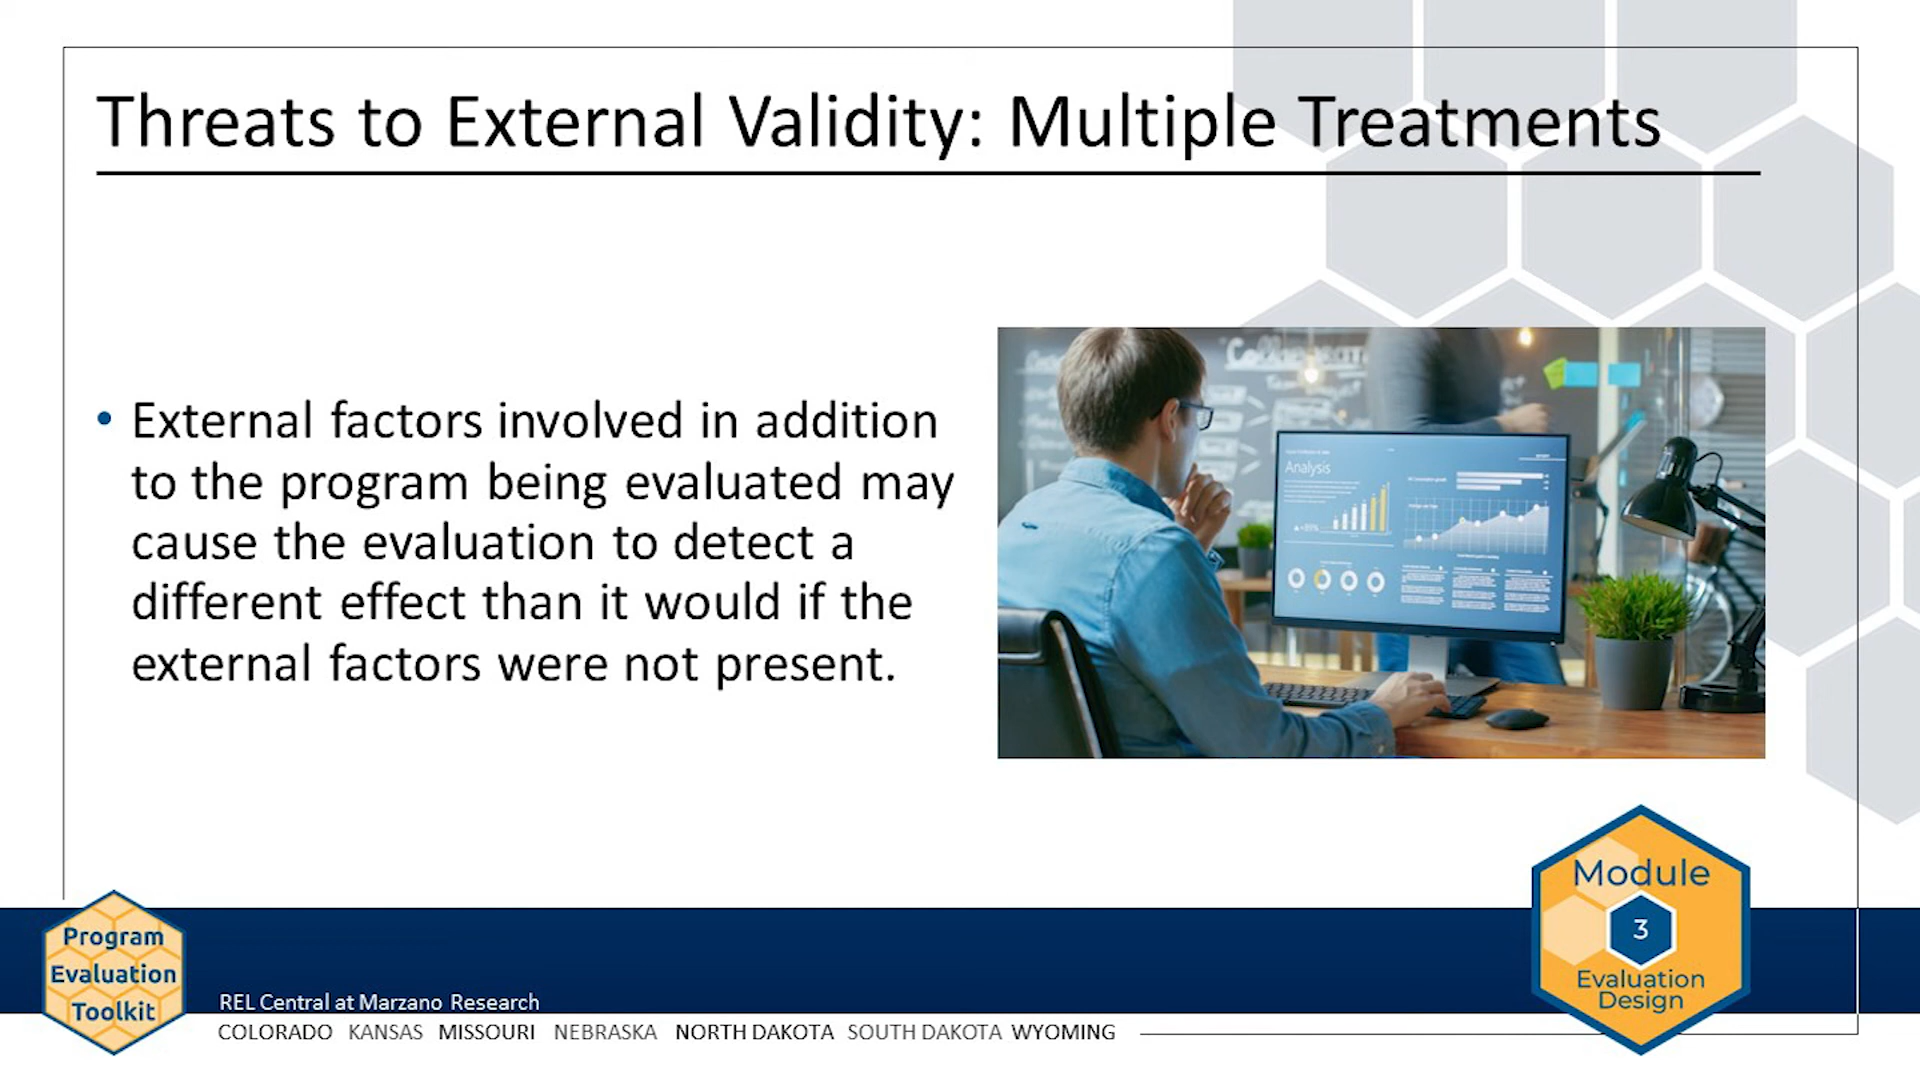 Threats to External Validity: Multiple Treatments
• External factors involved in addition
to the program being evaluated may
cause the evaluation to detect a
different effect than it would if the
external factors were not present.
Analysis
Module
3
Evaluation
Design
Program
Evaluation
Toolkit
REL Central at Marzano Research
COLORADO KANSAS MISSOURI NEBRASKA NORTH DAKOTA SOUTH DAKOTA WYOMING